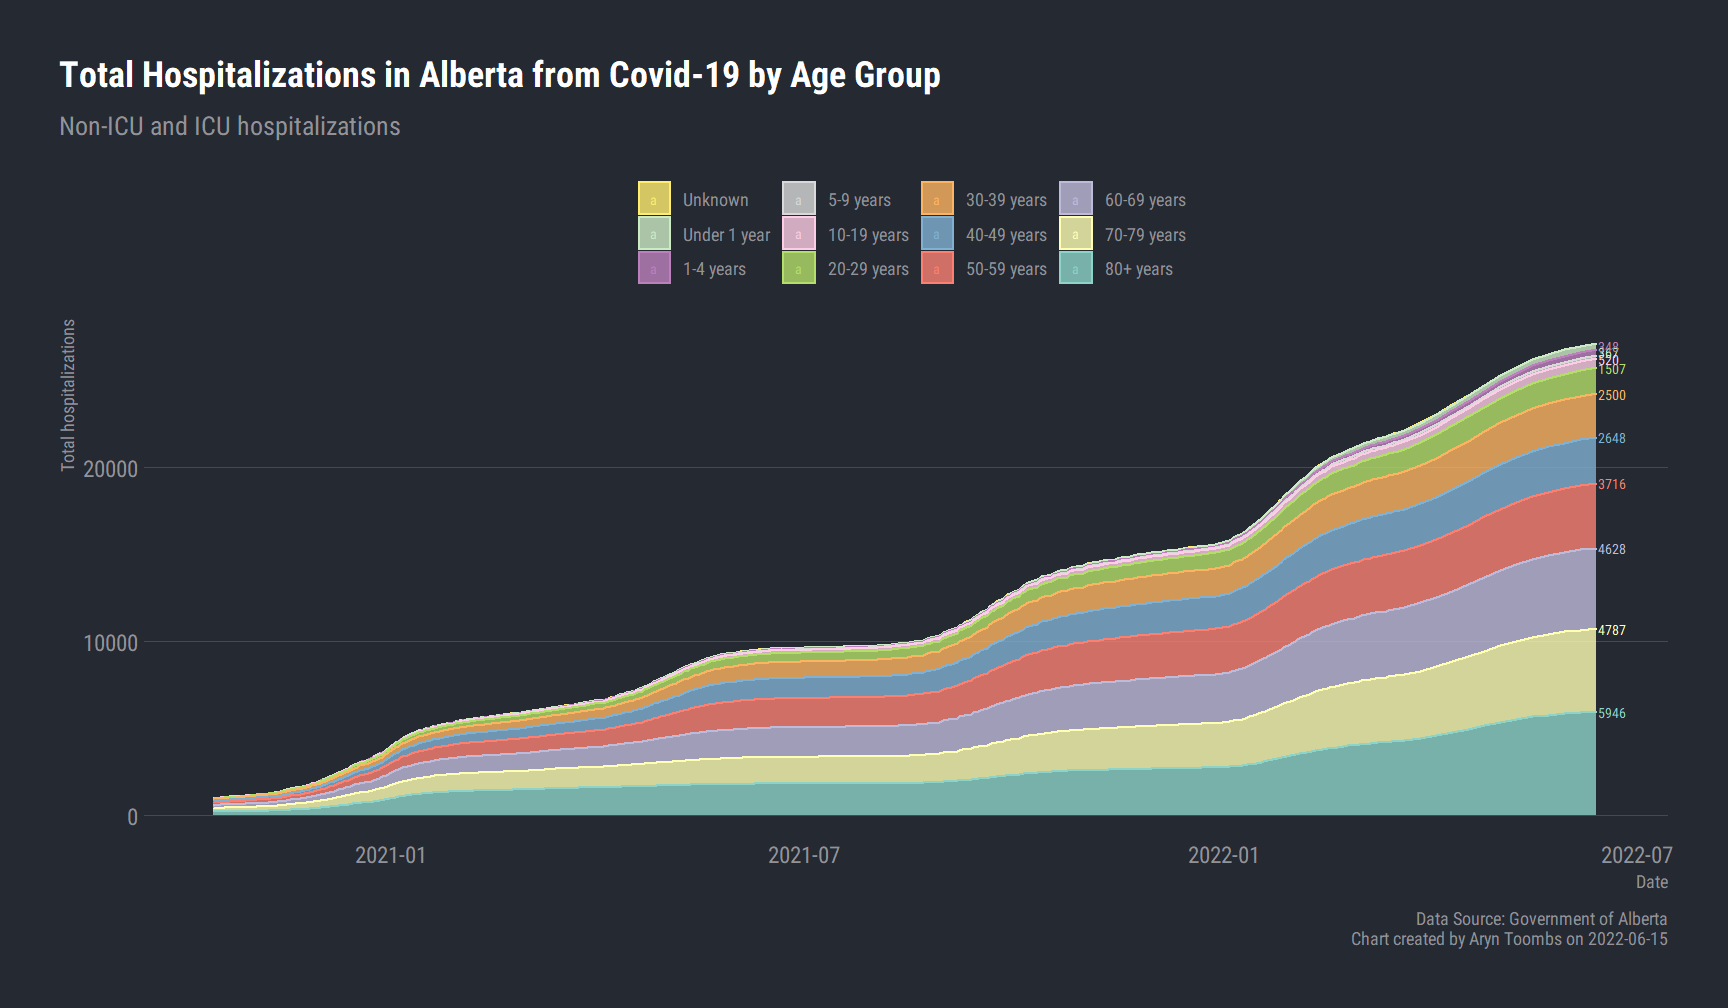 Total Hospitalizations in Alberta from Covid-19 by Age Group
Non-ICU and ICU hospitalizations
a Unknown a 5-9 years a 30-39 years a 60-69 years
a Under 1 year a 10-19 years a 40-49 years a 70-79 years
a 1-4 years a 20-29 years a 50-59 years a 80+ years
Total hospitalizations
20000
10000
0
348
520
1507
2500
2648
3716
4628
4787
5946
2021-01 2021-07 2022-01 2022-07
Date
Data Source: Government of Alberta
Chart created by Aryn Toombs on 2022-06-15